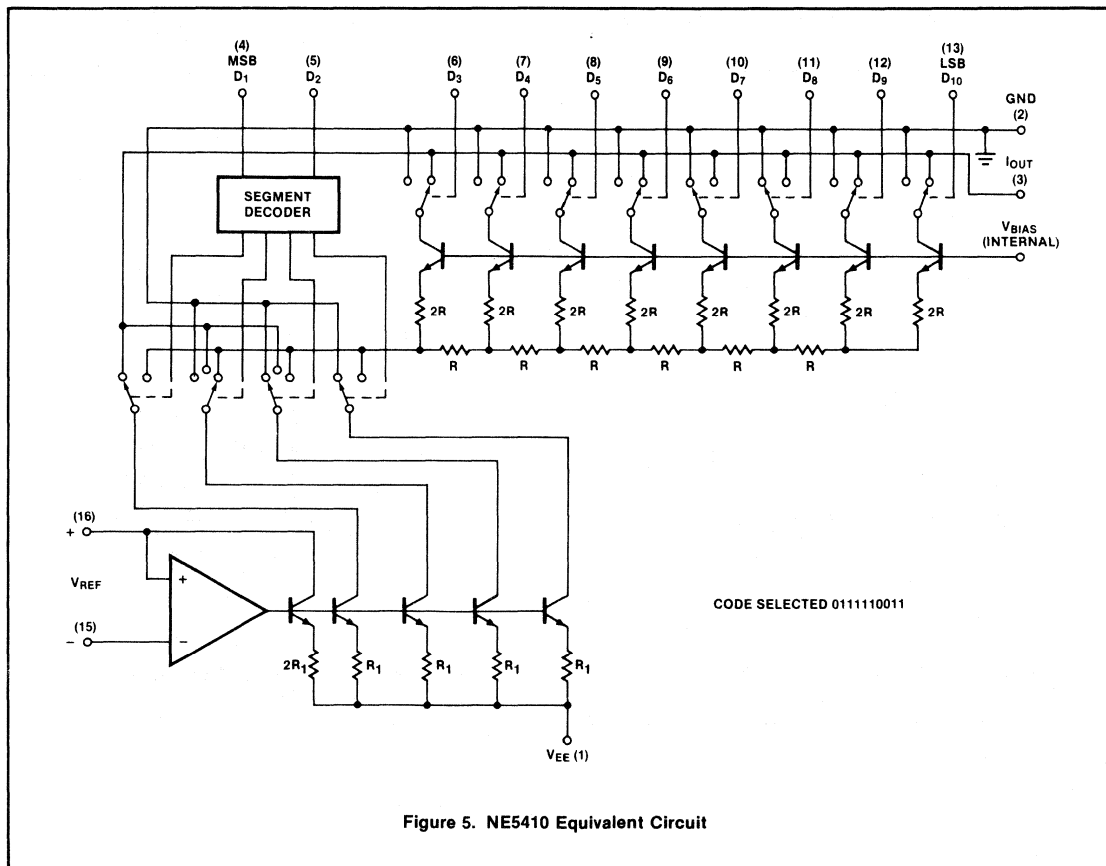 (4) MSB D1
(5) D2
(6) D3
(7) D4
(8) D5
(9) D6
(10) D7
(11) D8
(12) D9
(13) LSB D10
GND (2)
IOUT (3)
VBIAS (INTERNAL)
SEGMENT DECODER
2R 2R 2R 2R 2R 2R 2R 2R
R R R R R R
(16)
+
VREF
(15)
−
+
−
2R1 R1 R1 R1 R1
VEE (1)
CODE SELECTED 0111110011
Figure 5. NE5410 Equivalent Circuit